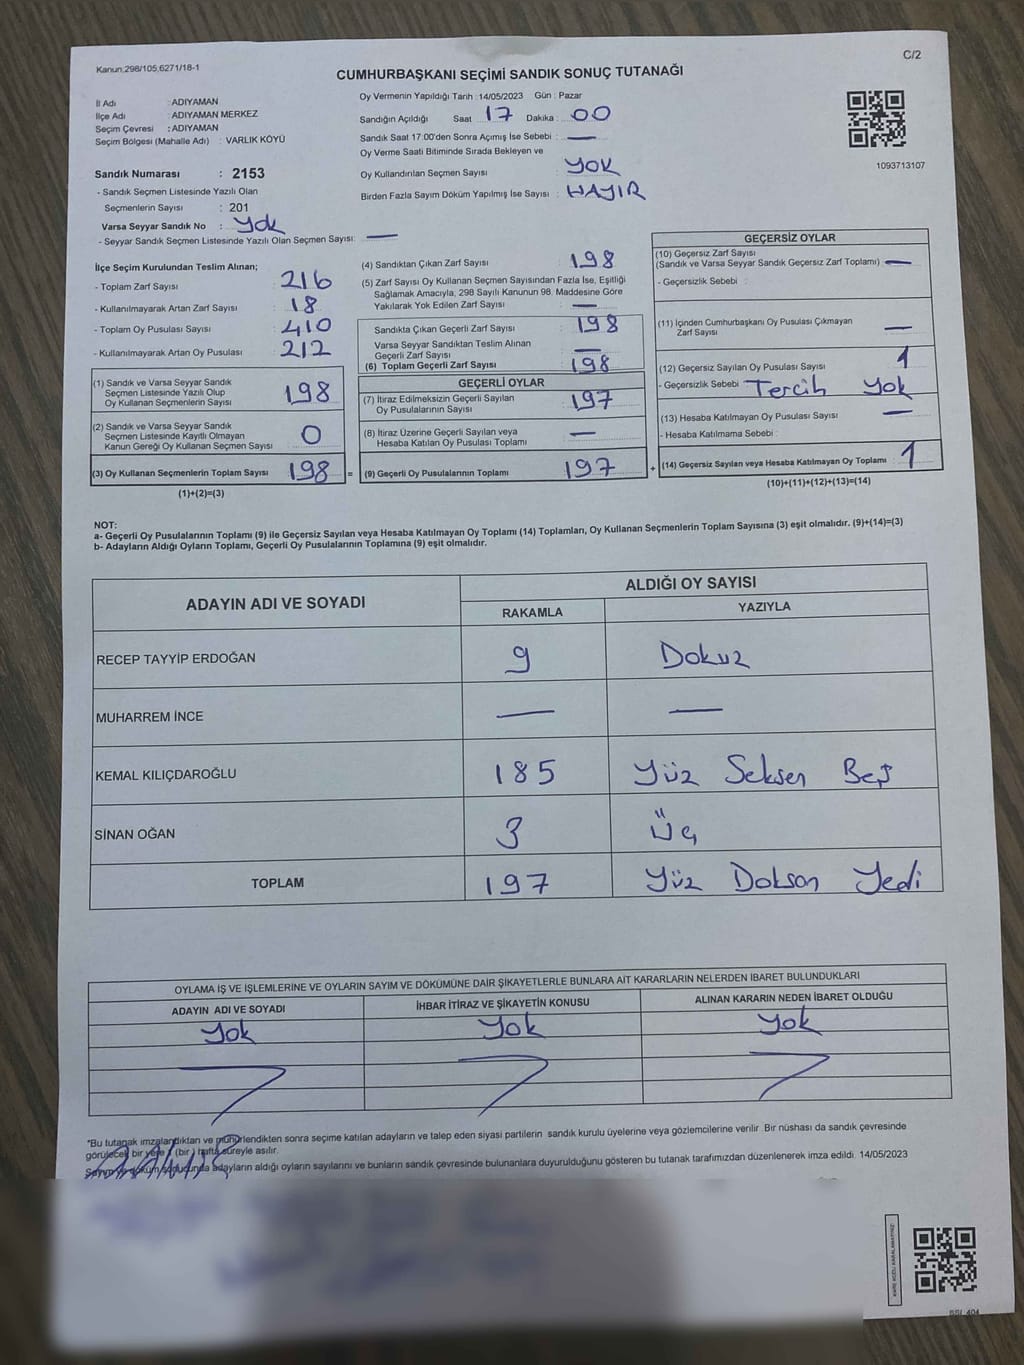 Kanun:298/105,6271/18-1
C/2
CUMHURBAŞKANI SEÇİMİ SANDIK SONUÇ TUTANAĞI
İl Adı : ADIYAMAN
İlçe Adı : ADIYAMAN MERKEZ
Seçim Çevresi : ADIYAMAN
Seçim Bölgesi (Mahalle Adı) : VARLIK KÖYÜ
Sandık Numarası : 2153
- Sandık Seçmen Listesinde Yazılı Olan
Seçmenlerin Sayısı : 201
Varsa Seyyar Sandık No : Yok
- Seyyar Sandık Seçmen Listesinde Yazılı Olan Seçmen Sayısı: —
Oy Vermenin Yapıldığı Tarih :14/05/2023 Gün : Pazar
Sandığın Açıldığı Saat : 17 Dakika : 00
Sandık Saat 17:00'den Sonra Açımış İse Sebebi : —
Oy Verme Saati Bitiminde Sırada Bekleyen ve
Oy Kullandırılan Seçmen Sayısı : YOK
Birden Fazla Sayım Döküm Yapılmış İse Sayısı : HAYIR
1093713107
İlçe Seçim Kurulundan Teslim Alınan;
- Toplam Zarf Sayısı : 216
- Kullanılmayarak Artan Zarf Sayısı : 18
- Toplam Oy Pusulası Sayısı : 410
- Kullanılmayarak Artan Oy Pusulası : 212
(1) Sandık ve Varsa Seyyar Sandık
Seçmen Listesinde Yazılı Olup
Oy Kullanan Seçmenlerin Sayısı 198
(2) Sandık ve Varsa Seyyar Sandık
Seçmen Listesinde Kayıtlı Olmayan
Kanun Gereği Oy Kullanan Seçmen Sayısı 0
(3) Oy Kullanan Seçmenlerin Toplam Sayısı 198 =
(1)+(2)=(3)
(4) Sandıktan Çıkan Zarf Sayısı : 198
(5) Zarf Sayısı Oy Kullanan Seçmen Sayısından Fazla İse, Eşitliği
Sağlamak Amacıyla, 298 Sayılı Kanunun 98. Maddesine Göre
Yakılarak Yok Edilen Zarf Sayısı : —
Sandıkta Çıkan Geçerli Zarf Sayısı : 198
Varsa Seyyar Sandıktan Teslim Alınan
Geçerli Zarf Sayısı : —
(6) Toplam Geçerli Zarf Sayısı : 198
GEÇERLİ OYLAR
(7) İtiraz Edilmeksizin Geçerli Sayılan
Oy Pusulalarının Sayısı : 197
(8) İtiraz Üzerine Geçerli Sayılan veya
Hesaba Katılan Oy Pusulası Toplamı : —
(9) Geçerli Oy Pusulalarının Toplamı : 197 +
GEÇERSİZ OYLAR
(10) Geçersiz Zarf Sayısı
(Sandık ve Varsa Seyyar Sandık Geçersiz Zarf Toplamı) : —
- Geçersizlik Sebebi :
(11) İçinden Cumhurbaşkanı Oy Pusulası Çıkmayan
Zarf Sayısı : —
(12) Geçersiz Sayılan Oy Pusulası Sayısı : 1
- Geçersizlik Sebebi : Tercih Yok
(13) Hesaba Katılmayan Oy Pusulası Sayısı : —
- Hesaba Katılmama Sebebi :
(14) Geçersiz Sayılan veya Hesaba Katılmayan Oy Toplamı : 1
(10)+(11)+(12)+(13)=(14)
NOT:
a- Geçerli Oy Pusulalarının Toplamı (9) ile Geçersiz Sayılan veya Hesaba Katılmayan Oy Toplamı (14) Toplamları, Oy Kullanan Seçmenlerin Toplam Sayısına (3) eşit olmalıdır. (9)+(14)=(3)
b- Adayların Aldığı Oyların Toplamı, Geçerli Oy Pusulalarının Toplamına (9) eşit olmalıdır.
ADAYIN ADI VE SOYADI
ALDIĞI OY SAYISI
RAKAMLA YAZIYLA
RECEP TAYYİP ERDOĞAN 9 Dokuz
MUHARREM İNCE — —
KEMAL KILIÇDAROĞLU 185 Yüz Seksen Beş
SİNAN OĞAN 3 Üç
TOPLAM 197 Yüz Doksan Yedi
OYLAMA İŞ VE İŞLEMLERİNE VE OYLARIN SAYIM VE DÖKÜMÜNE DAİR ŞİKAYETLERLE BUNLARA AİT KARARLARIN NELERDEN İBARET BULUNDUKLARI
ADAYIN ADI VE SOYADI İHBAR İTİRAZ VE ŞİKAYETİN KONUSU ALINAN KARARIN NEDEN İBARET OLDUĞU
Yok Yok Yok
*Bu tutanak imzalandıktan ve mühürlendikten sonra seçime katılan adayların ve talep eden siyasi partilerin sandık kurulu üyelerine veya gözlemcilerine verilir. Bir nüshası da sandık çevresinde
görülecek bir yere 1 (bir) hafta süreyle asılır.
Sayım ve döküm sonucunda adayların aldığı oyların sayılarını ve bunların sandık çevresinde bulunanlara duyurulduğunu gösteren bu tutanak tarafımızdan düzenlenerek imza edildi. 14/05/2023